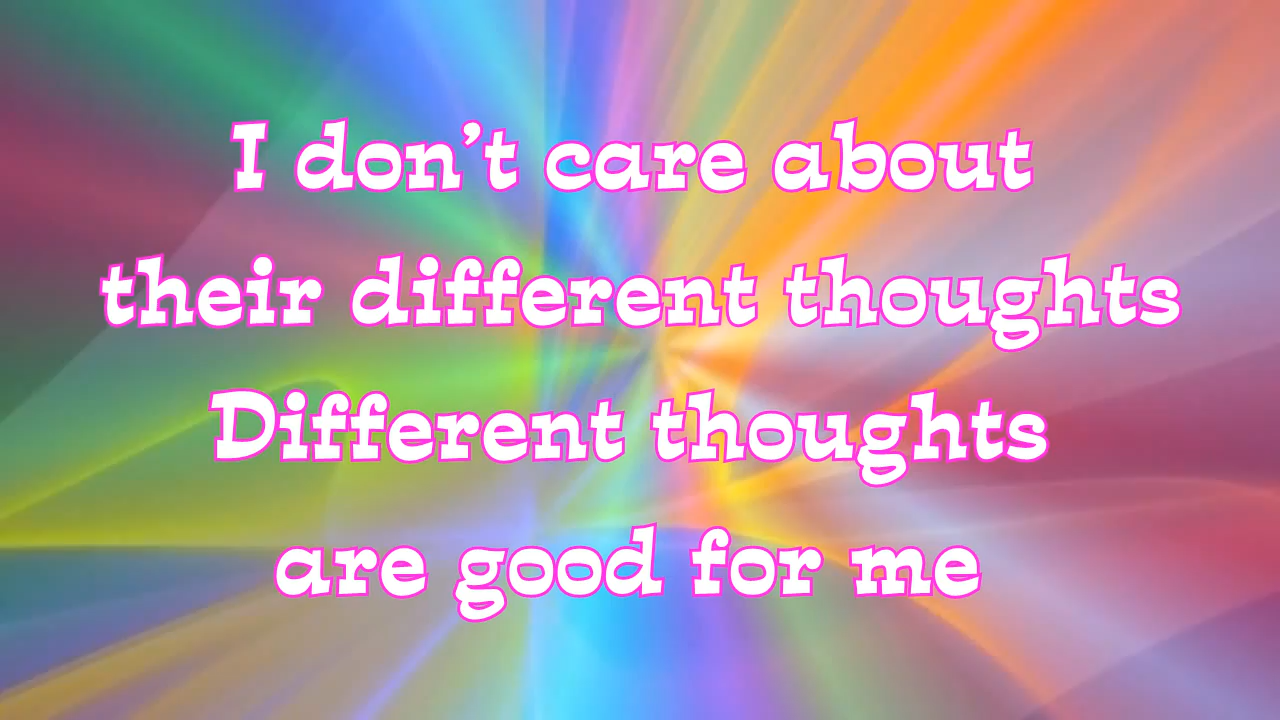 I don't care about
their different thoughts
Different thoughts
are good for me